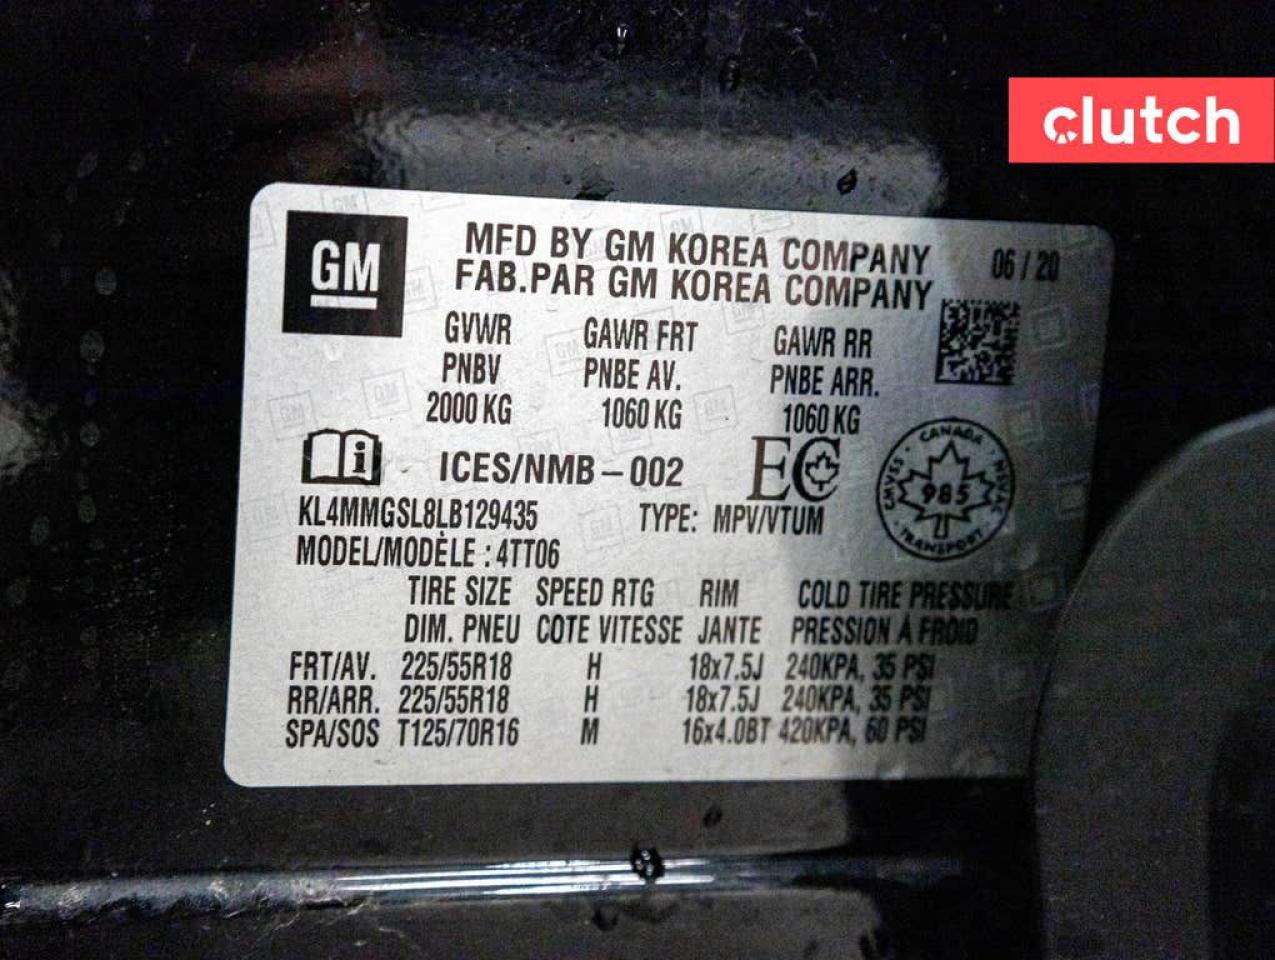 clutch
GM
MFD BY GM KOREA COMPANY 06 / 20
FAB.PAR GM KOREA COMPANY
GVWR GAWR FRT GAWR RR
PNBV PNBE AV. PNBE ARR.
2000 KG 1060 KG 1060 KG
ICES/NMB – 002 EC
KL4MMGSL8LB129435 TYPE: MPV/VTUM
MODEL/MODÈLE : 4TT06
CANADA
CMVSS 985 NSVAC
TRANSPORT
TIRE SIZE SPEED RTG RIM COLD TIRE PRESSURE
DIM. PNEU COTE VITESSE JANTE PRESSION À FROID
FRT/AV. 225/55R18 H 18x7.5J 240KPA, 35 PSI
RR/ARR. 225/55R18 H 18x7.5J 240KPA, 35 PSI
SPA/SOS T125/70R16 M 16x4.0BT 420KPA, 60 PSI